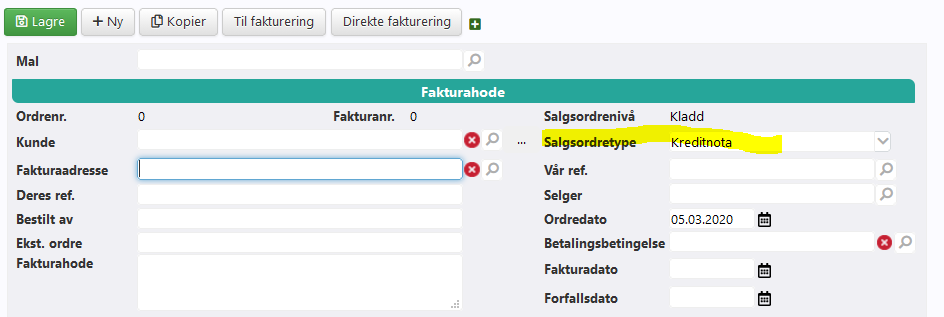 Lagre Ny Kopier Til fakturering Direkte fakturering
Mal
Fakturahode
Ordrenr. 0 Fakturanr. 0 Salgsordrenivå Kladd
Kunde ... Salgsordretype Kreditnota
Fakturaadresse Vår ref.
Deres ref. Selger
Bestilt av Ordredato 05.03.2020
Ekst. ordre Betalingsbetingelse
Fakturahode Fakturadato
Forfallsdato